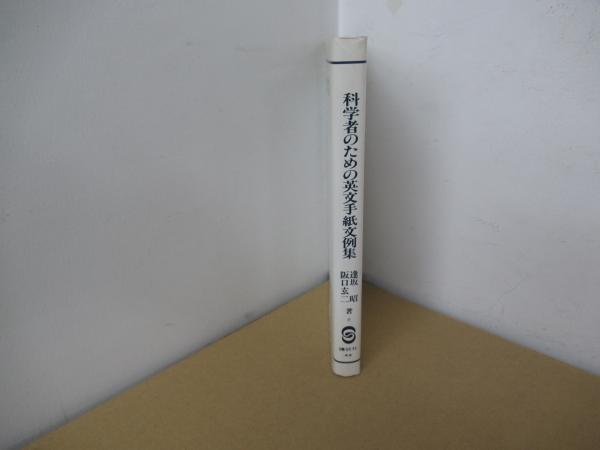 科学者のための英文手紙文例集
逢坂 昭
阪口玄二
著